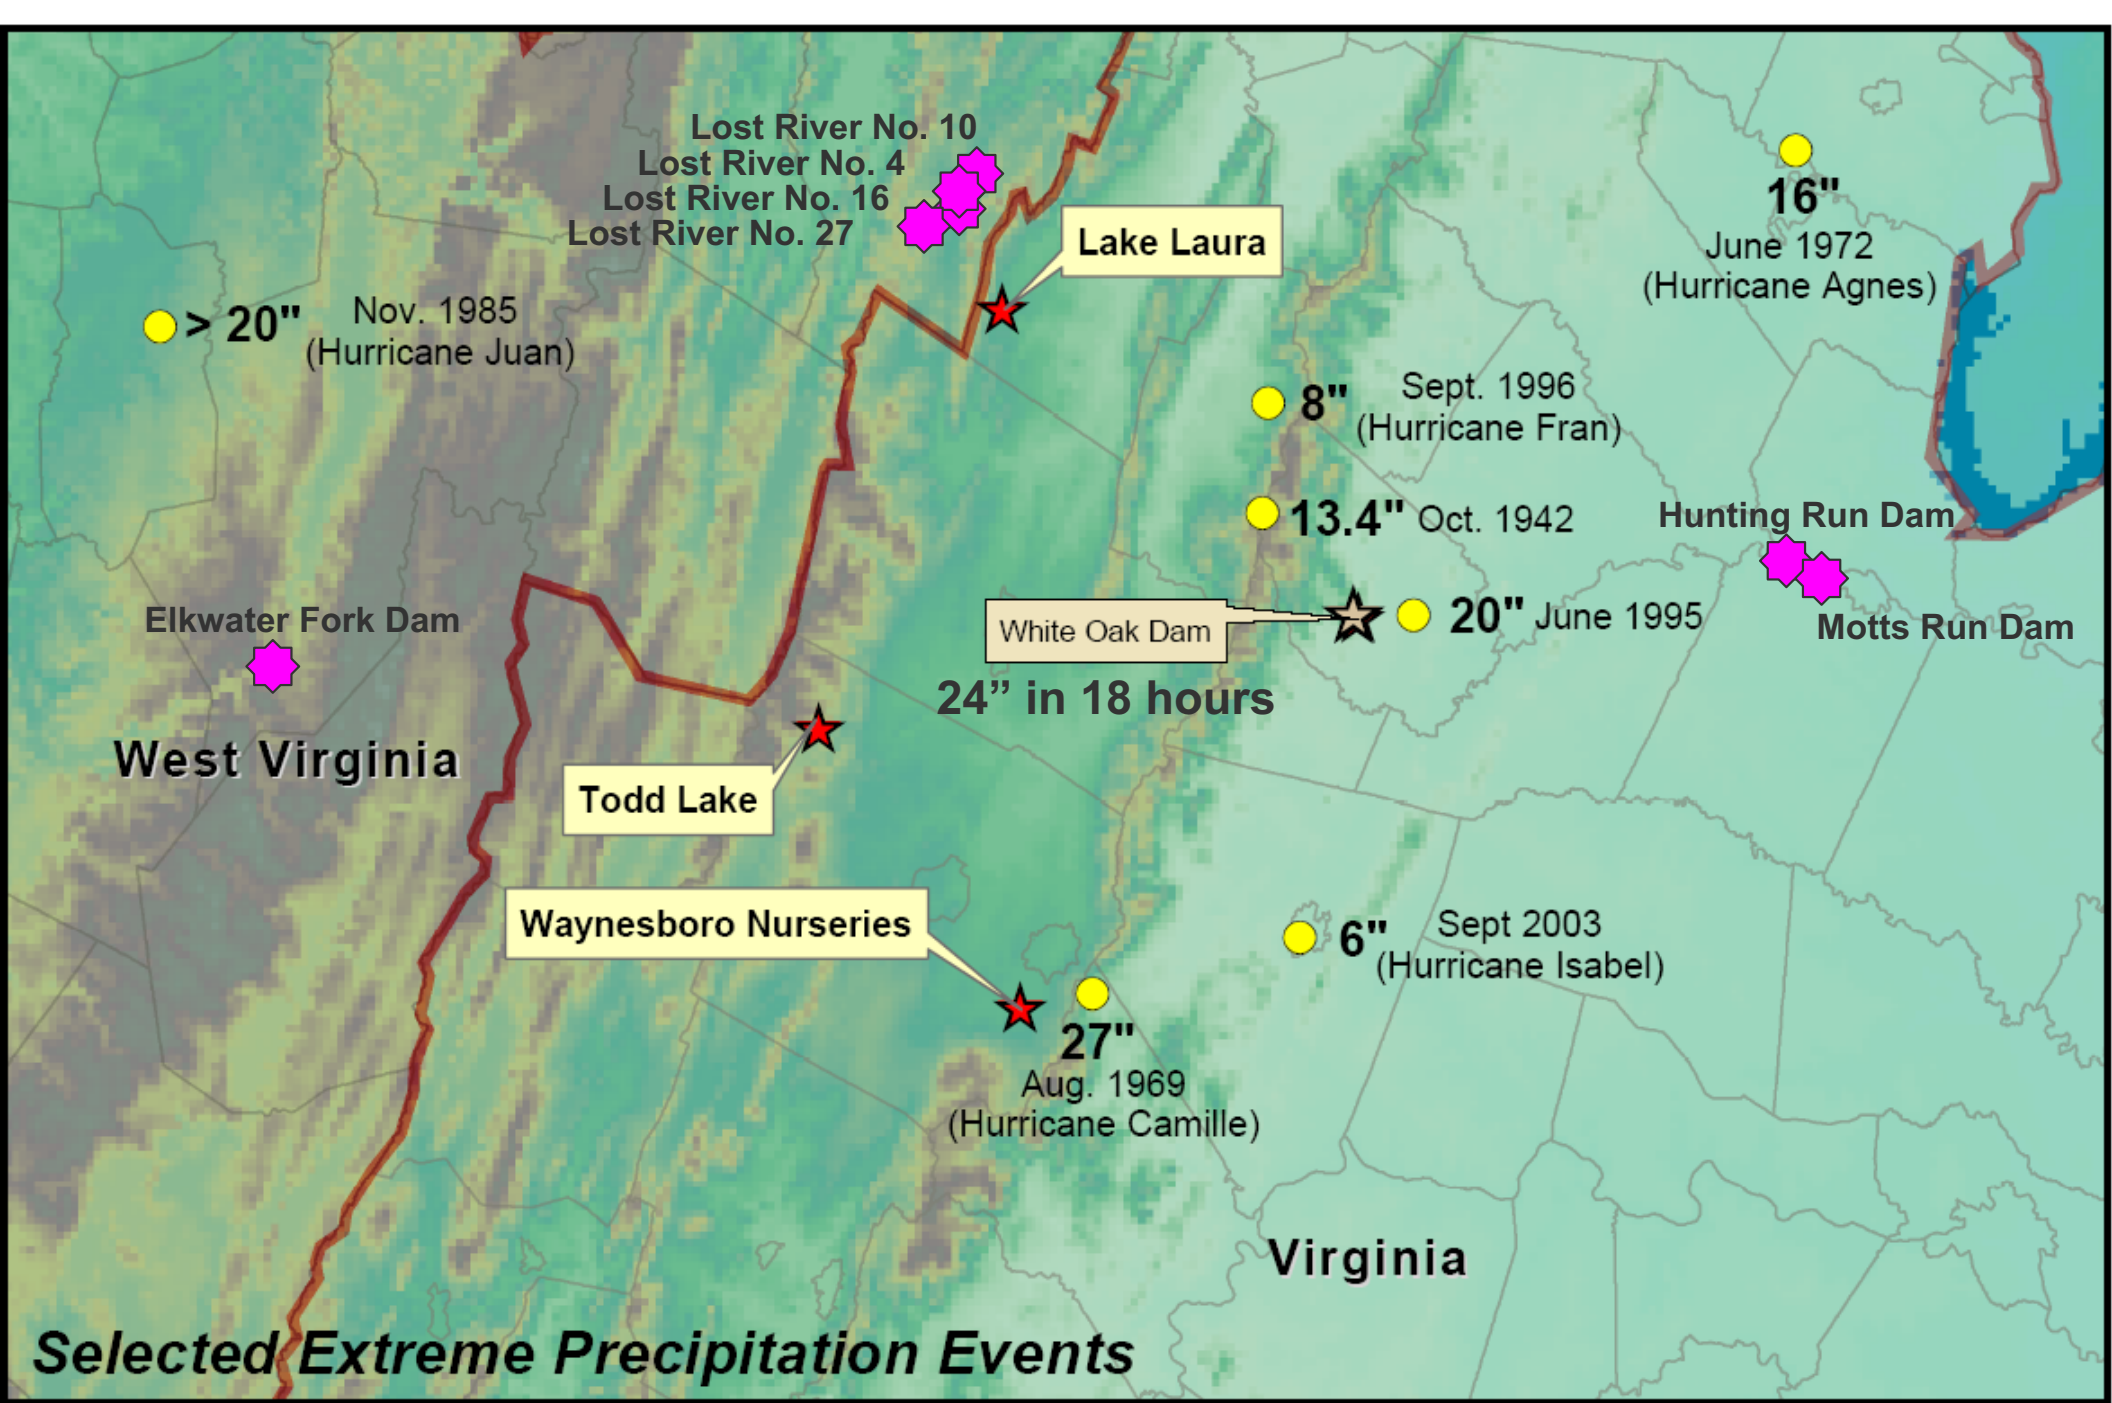 Lost River No. 10
Lost River No. 4
Lost River No. 16
Lost River No. 27
Lake Laura
16"
June 1972
(Hurricane Agnes)
> 20"
Nov. 1985
(Hurricane Juan)
8"
Sept. 1996
(Hurricane Fran)
13.4" Oct. 1942
Hunting Run Dam
Elkwater Fork Dam
White Oak Dam
20" June 1995
Motts Run Dam
24” in 18 hours
West Virginia
Todd Lake
Waynesboro Nurseries
6"
Sept 2003
(Hurricane Isabel)
27"
Aug. 1969
(Hurricane Camille)
Virginia
Selected Extreme Precipitation Events